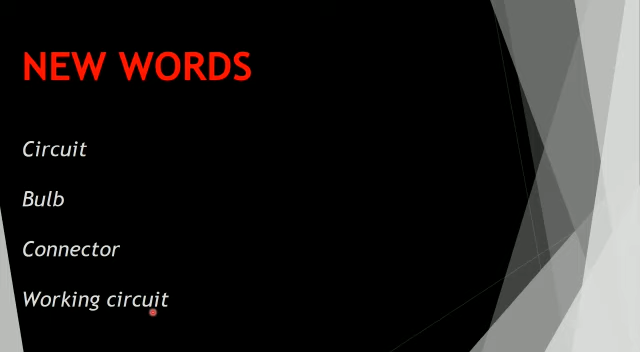 NEW WORDS
Circuit
Bulb
Connector
Working circuit